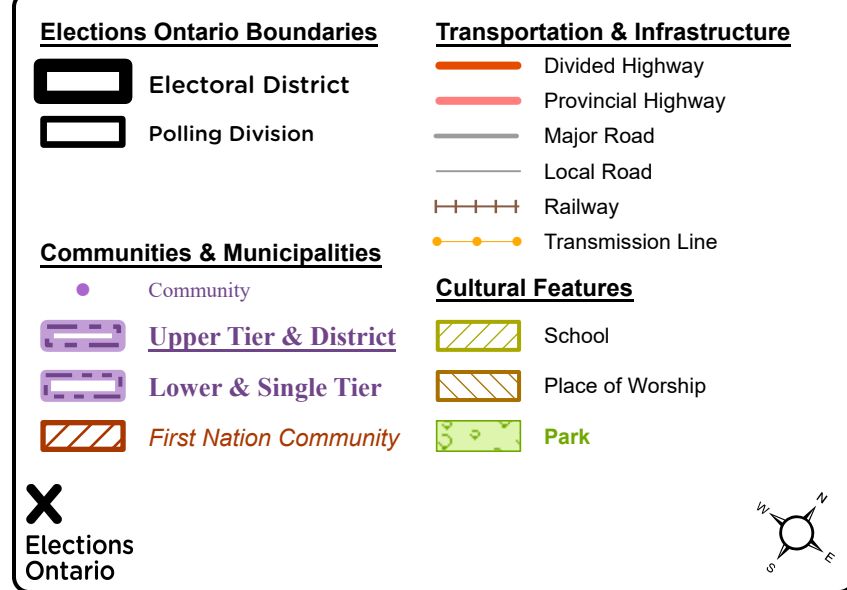 Elections Ontario Boundaries
Electoral District
Polling Division
Communities & Municipalities
Community
Upper Tier & District
Lower & Single Tier
First Nation Community
Transportation & Infrastructure
Divided Highway
Provincial Highway
Major Road
Local Road
Railway
Transmission Line
Cultural Features
School
Place of Worship
Park
Elections
Ontario
N
W
E
S